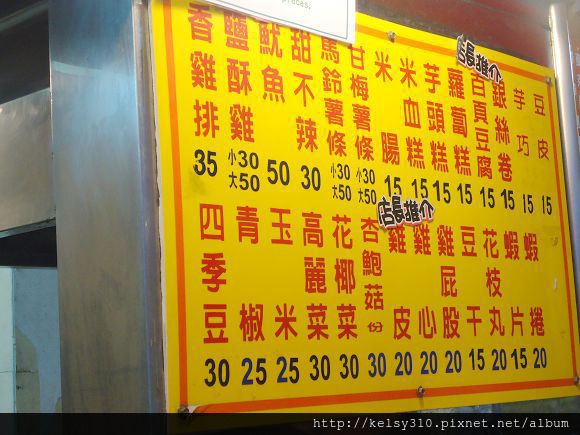 香雞排 35
鹽酥雞 小30 大50
魷魚 50
甜不辣 30
馬鈴薯條 小30 大50
甘梅薯條 小30 大50
米腸 15
米血糕 15
芋頭糕 15
蘿蔔糕 15
店長推介
百頁豆腐 15
銀絲卷 15
芋巧 15
豆皮 15
四季豆 30
青椒 25
玉米 25
高麗菜 30
花椰菜 30
杏鮑菇份 30
店長推介
雞皮 20
雞心 20
雞屁股 20
豆干 15
花枝丸 20
蝦片 15
蝦捲 20
http://kelsy310.pixnet.net/album